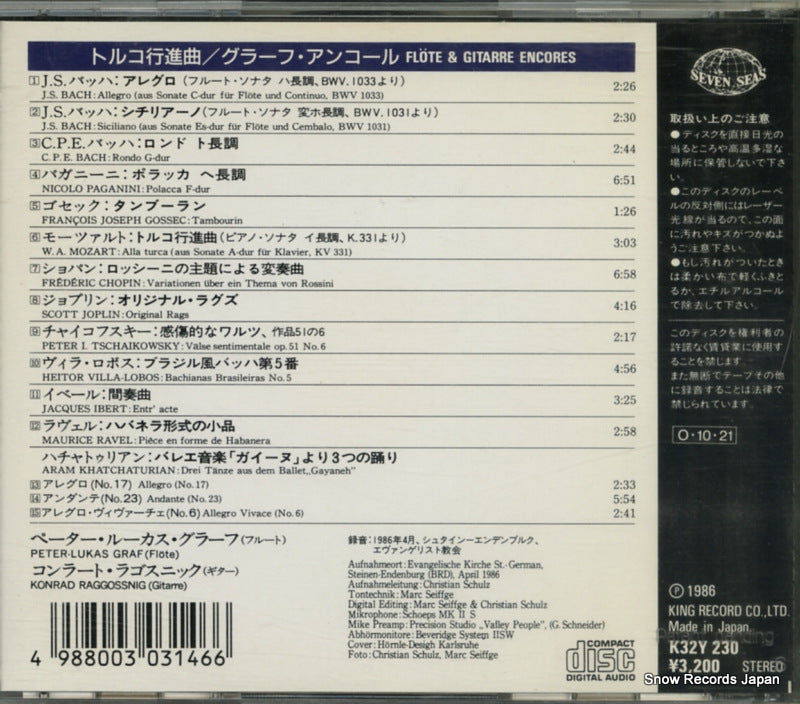 トルコ行進曲／グラーフ・アンコール FLÖTE & GITARRE ENCORES
1 J.S.バッハ：アレグロ（フルート・ソナタ ハ長調、BWV.1033より）
J.S. BACH: Allegro (aus Sonate C-dur für Flöte und Continuo, BWV 1033) 2:26
2 J.S.バッハ：シチリアーノ（フルート・ソナタ 変ホ長調、BWV.1031より）
J.S. BACH: Siciliano (aus Sonate Es-dur für Flöte und Cembalo, BWV 1031) 2:30
3 C.P.E.バッハ：ロンド ト長調
C.P.E. BACH: Rondo G-dur 2:44
4 パガニーニ：ポラッカ ヘ長調
NICOLO PAGANINI: Polacca F-dur 6:51
5 ゴセック：タンブーラン
FRANÇOIS JOSEPH GOSSEC: Tambourin 1:26
6 モーツァルト：トルコ行進曲（ピアノ・ソナタ イ長調、K.331より）
W.A. MOZART: Alla turca (aus Sonate A-dur für Klavier, KV 331) 3:03
7 ショパン：ロッシーニの主題による変奏曲
FRÉDÉRIC CHOPIN: Variationen über ein Thema von Rossini 6:58
8 ジョプリン：オリジナル・ラグズ
SCOTT JOPLIN: Original Rags 4:16
9 チャイコフスキー：感傷的なワルツ、作品51の6
PETER I. TSCHAIKOWSKY: Valse sentimentale op.51 No.6 2:17
10 ヴィラ・ロボス：ブラジル風バッハ第5番
HEITOR VILLA-LOBOS: Bachianas Brasileiras No.5 4:56
11 イベール：間奏曲
JACQUES IBERT: Entr' acte 3:25
12 ラヴェル：ハバネラ形式の小品
MAURICE RAVEL: Pièce en forme de Habanera 2:58
ハチャトゥリアン：バレエ音楽「ガイーヌ」より3つの踊り
ARAM KHATCHATURIAN: Drei Tänze aus dem Ballet „Gayaneh"
13 アレグロ(No.17) Allegro (No.17) 2:33
14 アンダンテ(No.23) Andante (No.23) 5:54
15 アレグロ・ヴィヴァーチェ(No.6) Allegro Vivace (No.6) 2:41
ペーター・ルーカス・グラーフ（フルート）
PETER-LUKAS GRAF (Flöte)
コンラート・ラゴスニック（ギター）
KONRAD RAGOSSNIG (Gitarre)
4 988003 031466
録音：1986年4月、シュタイン－エンデンブルク、
エヴァンゲリスト教会
Aufnahmeort: Evangelische Kirche St.-German,
Steinen-Endenburg (BRD), April 1986
Aufnahmeleitung: Christian Schulz
Tontechnik: Marc Seiffge
Digital Editing: Marc Seiffge & Christian Schulz
Mikrophone: Schoeps MK II S
Mike Preamp: Precision Studio „Valley People", (G. Schneider)
Abhörmonitore: Beveridge System IISW
Cover: Hörnle-Desigh Karlsruhe
Foto: Christian Schulz, Marc Seiffge
COMPACT
disc
DIGITAL AUDIO
SEVEN SEAS
取扱い上のご注意
●ディスクを直接日光の
当るところや高温多湿な
場所に保管しないで下さ
い。
●このディスクのレーベ
ルの反対側にはレーザー
光線が当るので、この面
に汚れやキズがつかぬよ
うご注意下さい。
●もし汚れがついたとき
は柔かい布で軽くふきと
るか、エチルアルコール
で除去して下さい。
このディスクを権利者の
許諾なく賃貸業に使用す
ることを禁じます。
また無断でテープその他
に録音することは法律で
禁じられています。
O・10・21
Ⓟ 1986
KING RECORD CO., LTD.
Made in Japan
K32Y 230
¥3,200 STEREO
Snow Records Japan